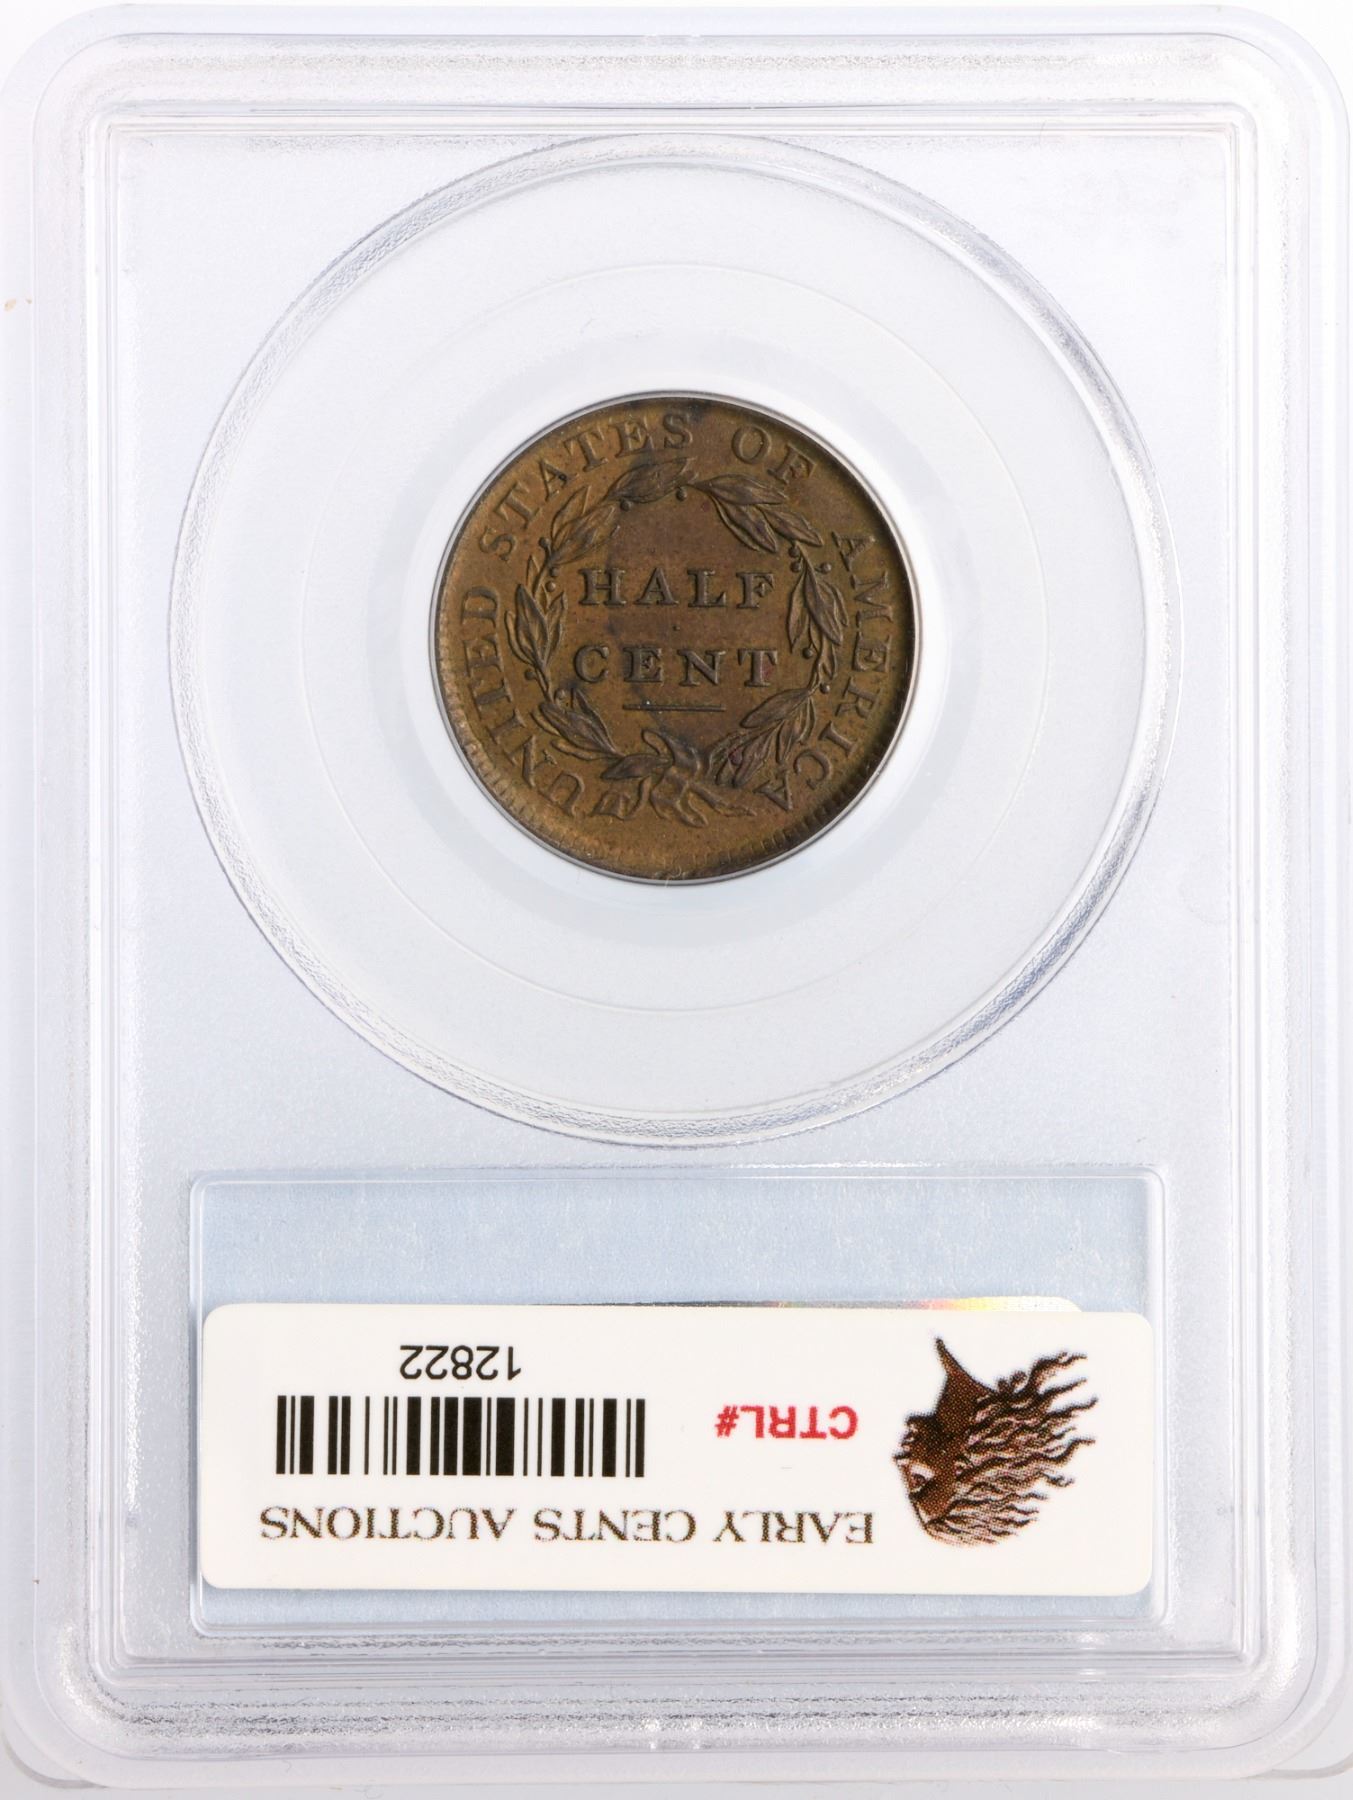 UNITED STATES OF AMERICA
HALF
CENT
EARLY CENTS AUCTIONS
CTRL#
12822